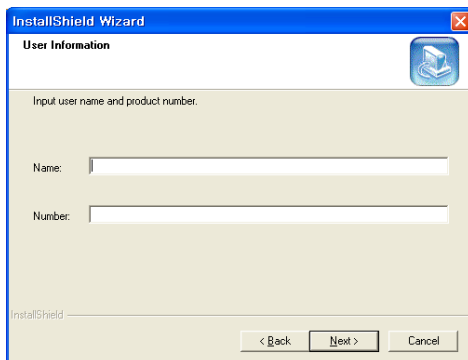 InstallShield Wizard
User Information
Input user name and product number.
Name:
Number:
InstallShield
< Back Next > Cancel